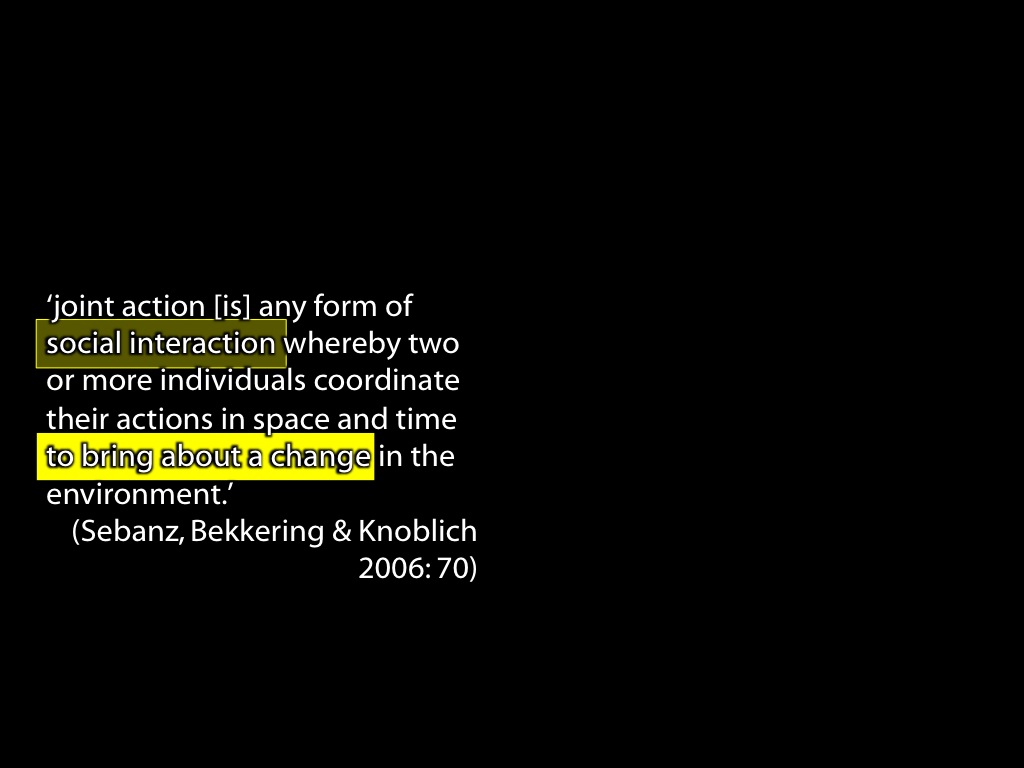 ‘joint action [is] any form of
social interaction whereby two
or more individuals coordinate
their actions in space and time
to bring about a change in the
environment.’
(Sebanz, Bekkering & Knoblich
2006: 70)